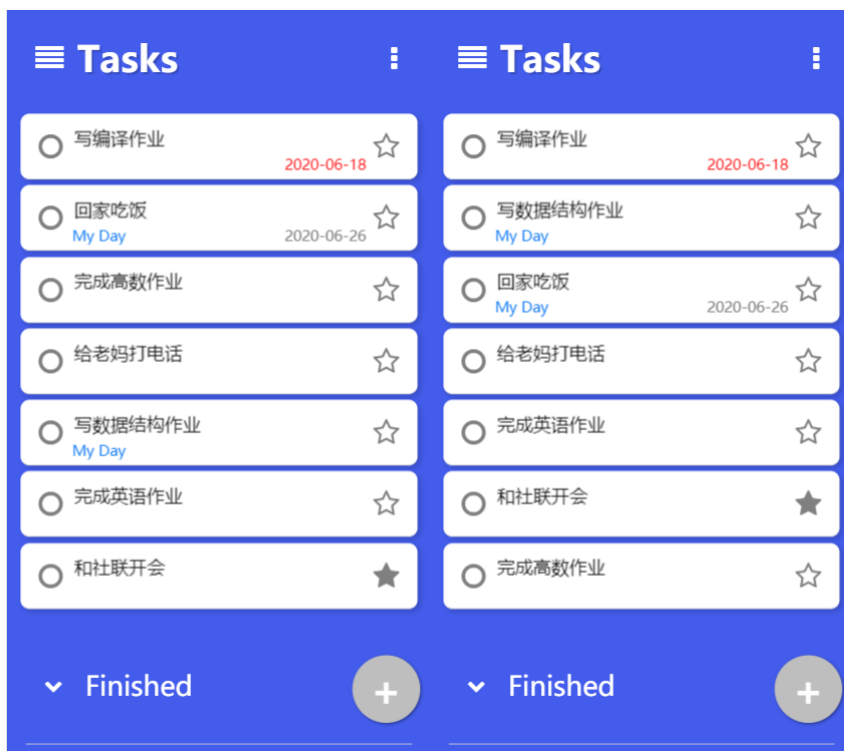 Tasks
写编译作业
2020-06-18
回家吃饭
My Day
2020-06-26
完成高数作业
给老妈打电话
写数据结构作业
My Day
完成英语作业
和社联开会
Finished
+
Tasks
写编译作业
2020-06-18
写数据结构作业
My Day
回家吃饭
My Day
2020-06-26
给老妈打电话
完成英语作业
和社联开会
完成高数作业
Finished
+